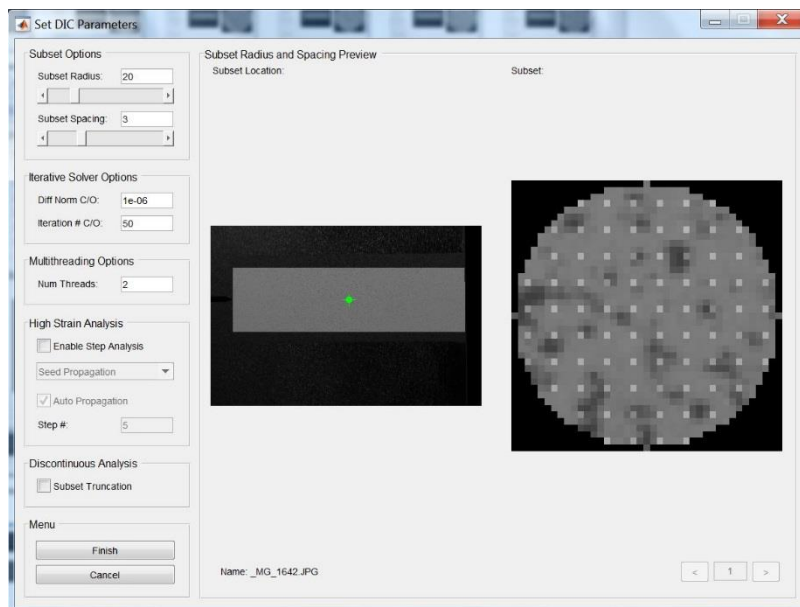 Set DIC Parameters
Subset Options
Subset Radius: 20
Subset Spacing: 3
Iterative Solver Options
Diff Norm C/O: 1e-06
Iteration # C/O: 50
Multithreading Options
Num Threads: 2
High Strain Analysis
Enable Step Analysis
Seed Propagation
Auto Propagation
Step #: 5
Discontinuous Analysis
Subset Truncation
Menu
Finish
Cancel
Subset Radius and Spacing Preview
Subset Location: Subset:
Name: _MG_1642.JPG
< 1 >